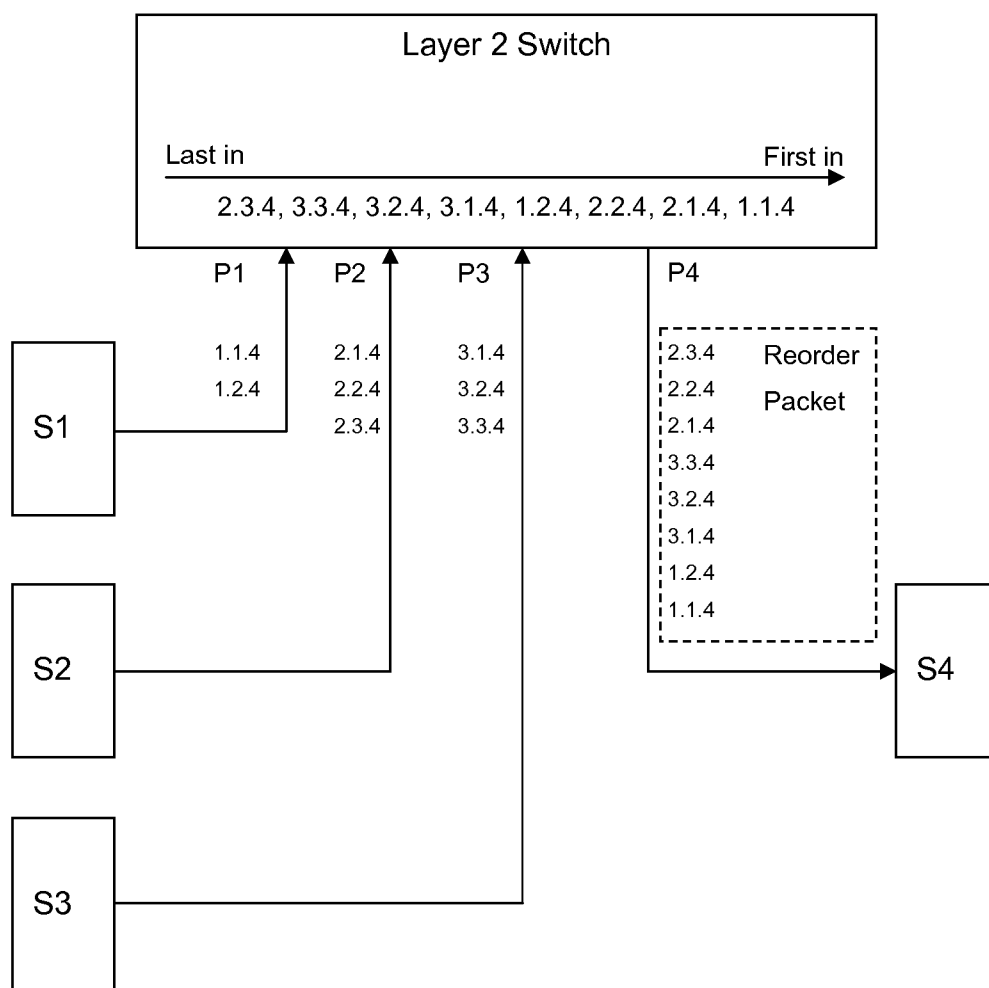 Layer 2 Switch
Last in
First in
2.3.4, 3.3.4, 3.2.4, 3.1.4, 1.2.4, 2.2.4, 2.1.4, 1.1.4
P1
P2
P3
P4
1.1.4
1.2.4
2.1.4
2.2.4
2.3.4
3.1.4
3.2.4
3.3.4
2.3.4
2.2.4
2.1.4
3.3.4
3.2.4
3.1.4
1.2.4
1.1.4
Reorder
Packet
S1
S2
S4
S3